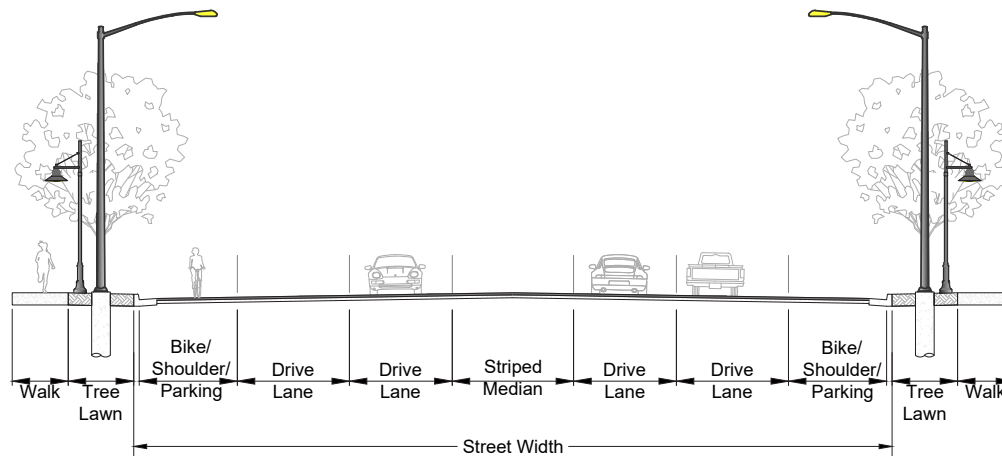 Walk
Tree
Lawn
Bike/
Shoulder/
Parking
Drive
Lane
Drive
Lane
Striped
Median
Drive
Lane
Drive
Lane
Bike/
Shoulder/
Parking
Tree
Lawn
Walk
Street Width